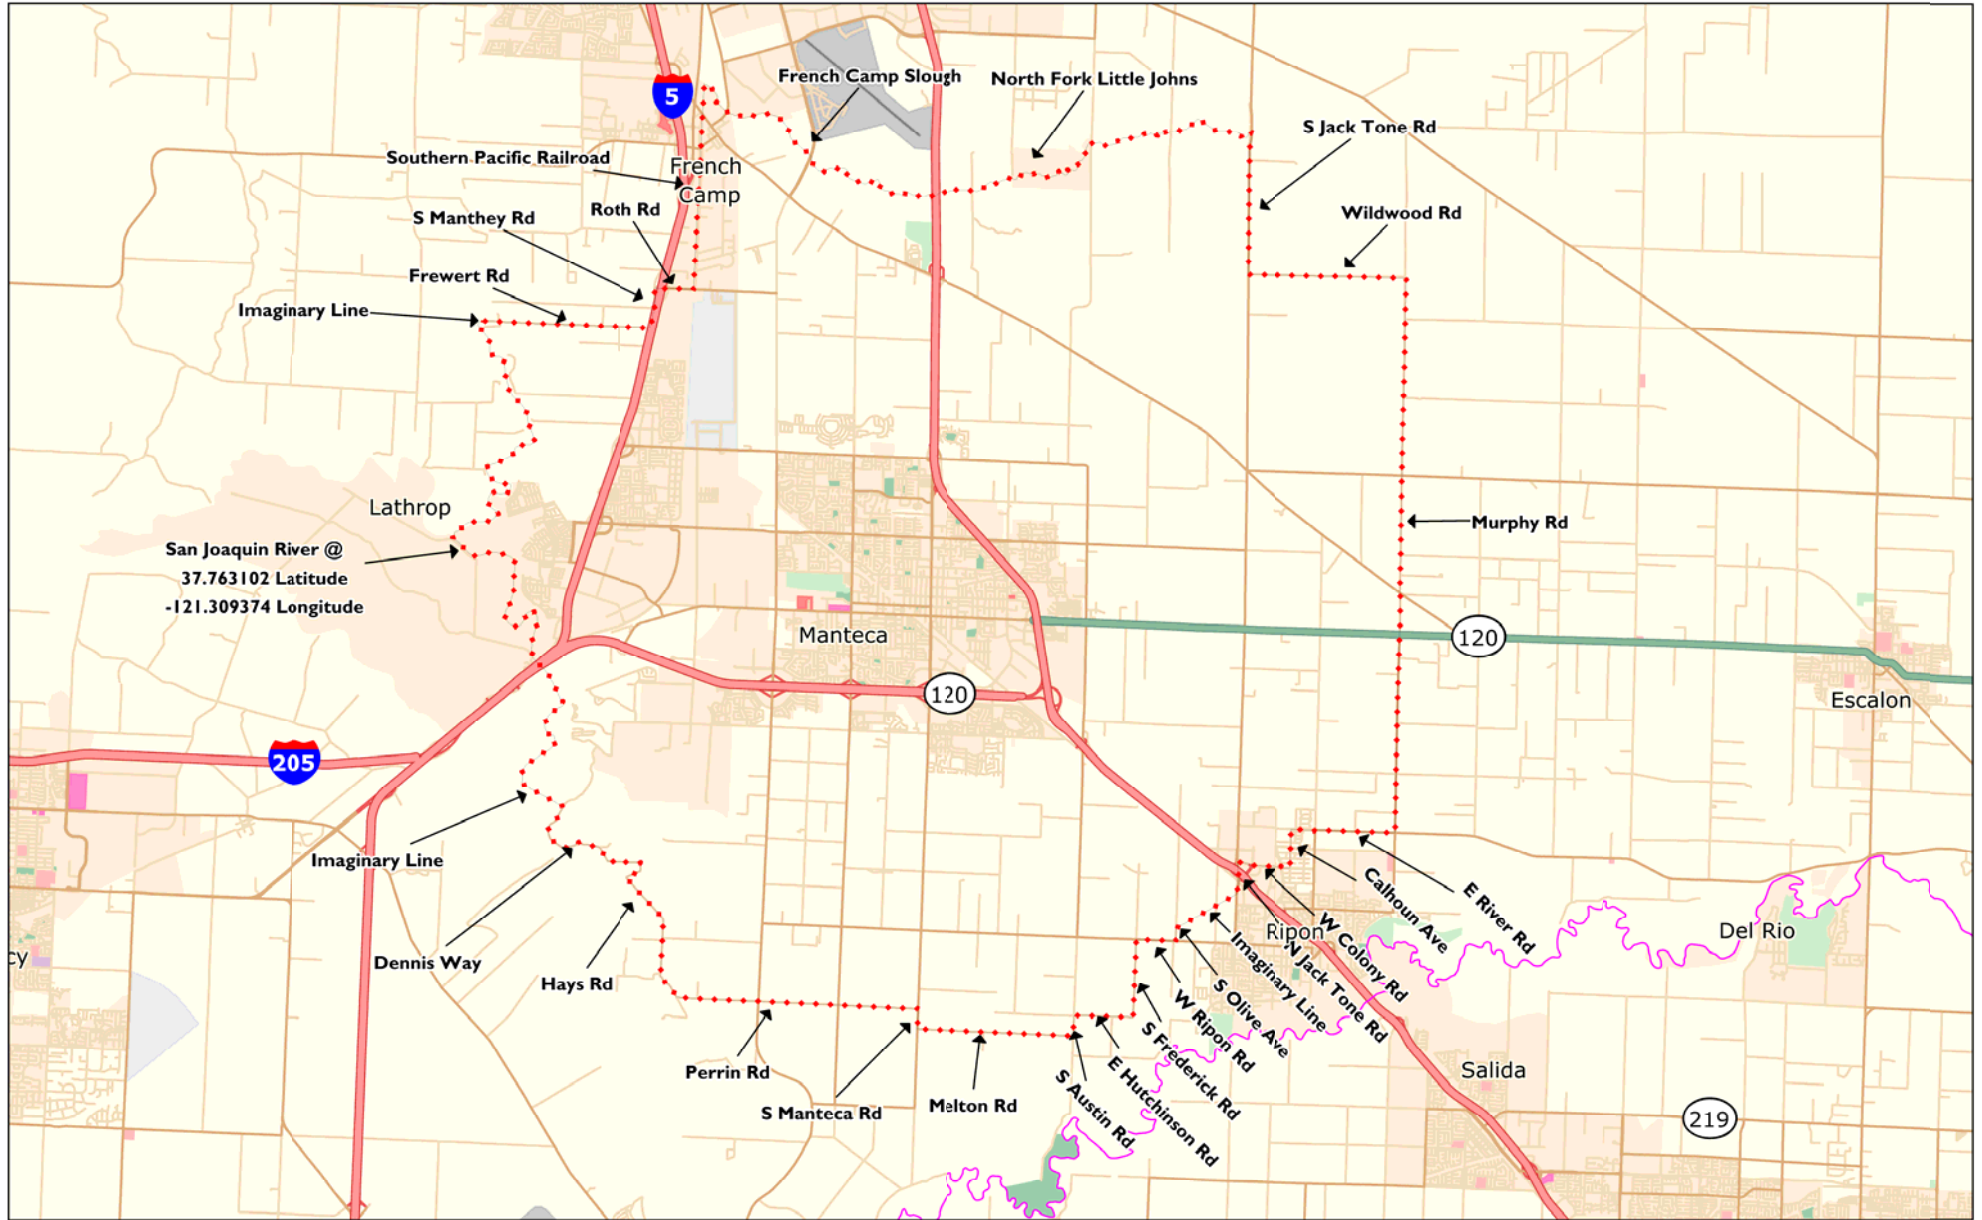 French Camp Slough
North Fork Little Johns
5
S Jack Tone Rd
Southern Pacific Railroad
French
Camp
S Manthey Rd
Roth Rd
Wildwood Rd
Frewert Rd
Imaginary Line
Lathrop
Murphy Rd
San Joaquin River @
37.763102 Latitude
-121.309374 Longitude
Manteca
120
120
Escalon
205
Imaginary Line
Calhoun Ave
E River Rd
Ripon
Del Rio
W Colony Rd
N Jack Tone Rd
Imaginary Line
S Olive Ave
W Ripon Rd
S Frederick Rd
E Hutchinson Rd
S Austin Rd
cy
Dennis Way
Hays Rd
Perrin Rd
S Manteca Rd
Melton Rd
Salida
219